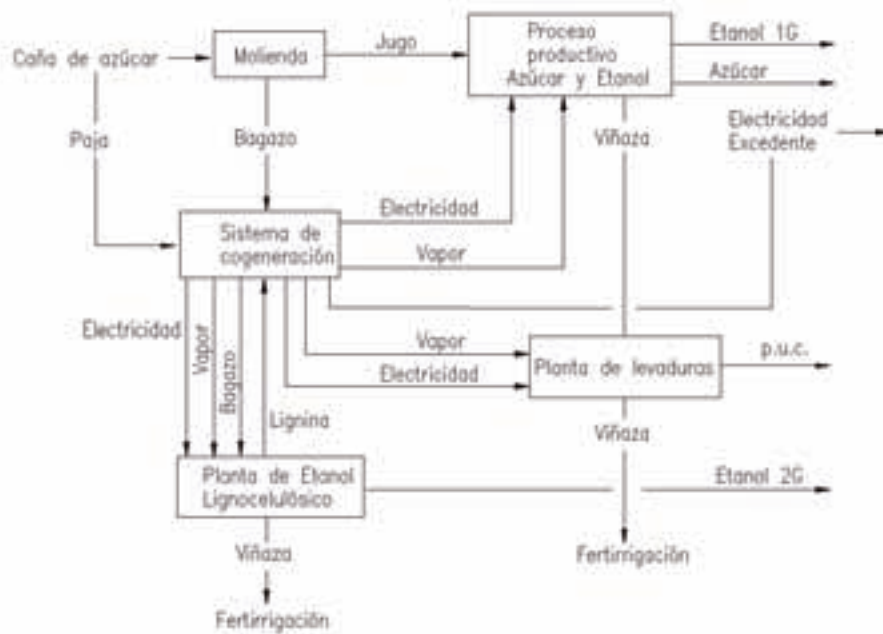 Caña de azúcar
Molienda
Jugo
Proceso
productivo
Azúcar y Etanol
Etanol 1G
Azúcar
Paja
Bagazo
Viñaza
Electricidad
Excedente
Sistema de
cogeneración
Electricidad
Vapor
Electricidad
Vapor
Bagazo
Lignina
Vapor
Electricidad
Planta de levaduras
p.u.c.
Viñaza
Planta de Etanol
Lignocelulósico
Etanol 2G
Viñaza
Fertirrigación
Fertirrigación